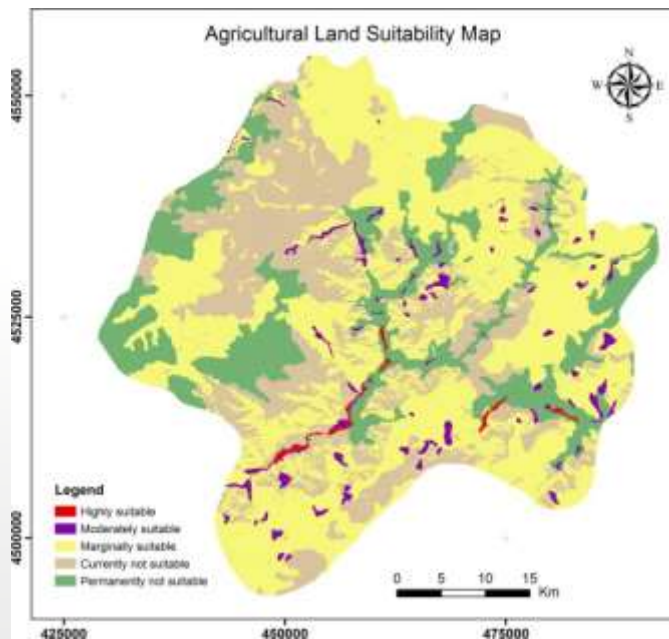 Agricultural Land Suitability Map
N
W E
S
4550000
4525000
4500000
Legend
Highly suitable
Moderately suitable
Marginally suitable
Currently not suitable
Permanently not suitable
0 5 10 15
Km
425000 450000 475000